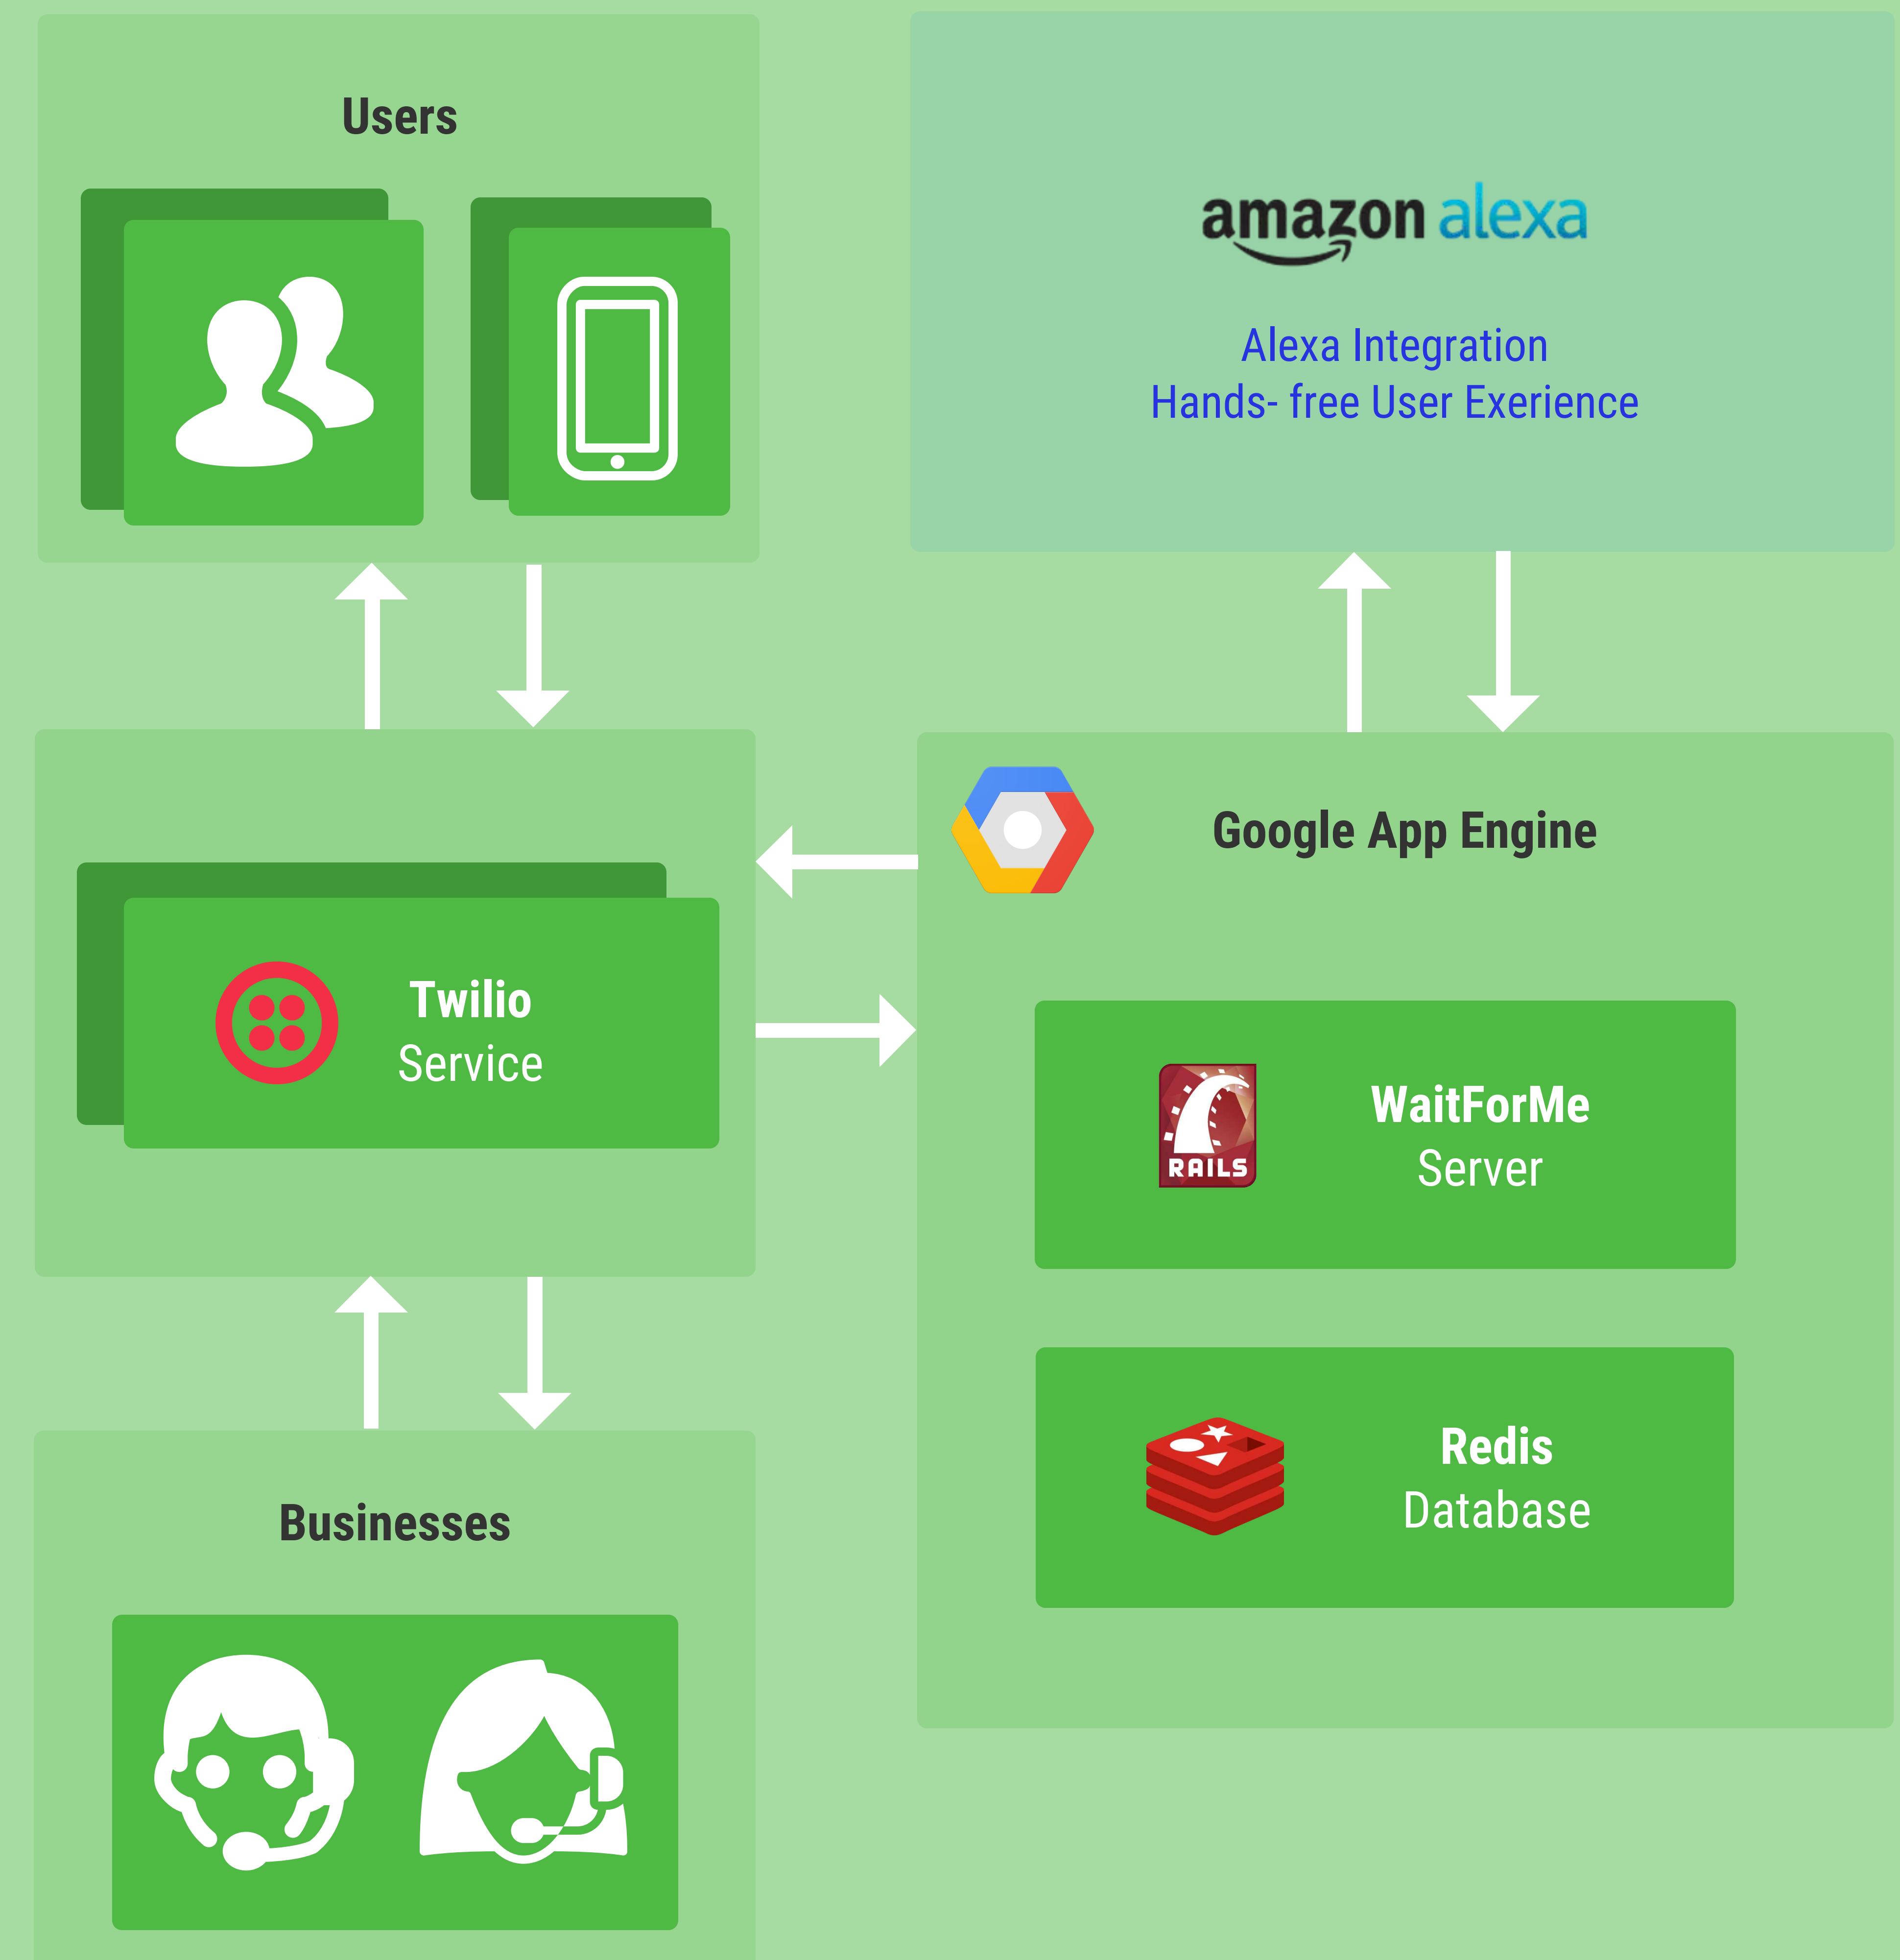 Users
amazon alexa
Alexa Integration
Hands- free User Exerience
Google App Engine
Twilio
Service
RAILS
WaitForMe
Server
Redis
Database
Businesses